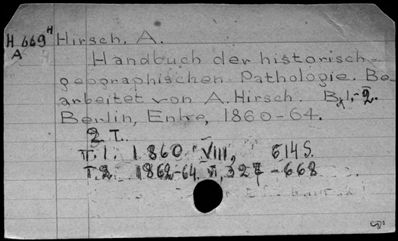 H 669 H Hirsch, A.
A
Handbuch der historisch-
geographischen Pathologie. Be-
arbeitet von A. Hirsch. Bd 1.-2.
Berlin, Enke, 1860-64.
2 T.
T. 1. 1860. VIII, 614 S.
T. 2. 1862-64. VI, 327 - 668